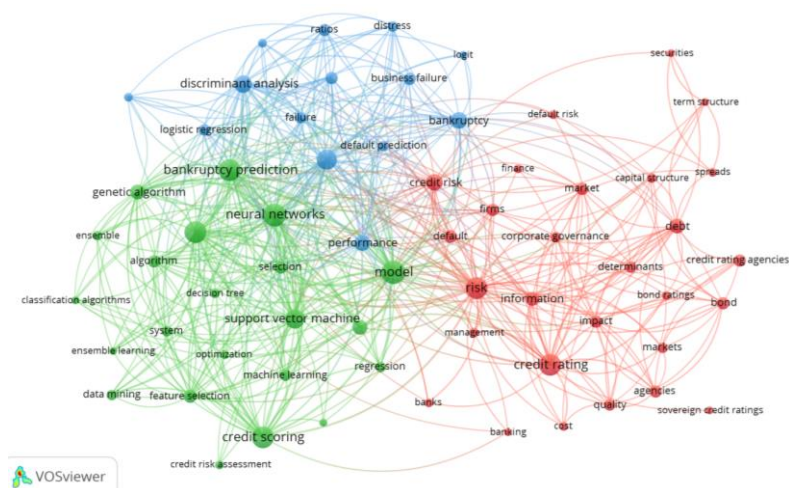 ratios
distress
logit
securities
discriminant analysis
business failure
term structure
failure
bankruptcy
default risk
logistic regression
default prediction
bankruptcy prediction
finance
spreads
credit risk
capital structure
genetic algorithm
market
neural networks
firms
debt
ensemble
performance
default
corporate governance
algorithm
selection
model
determinants
credit rating agencies
decision tree
risk
classification algorithms
information
bond ratings
bond
support vector machine
impact
system
management
ensemble learning
optimization
markets
regression
credit rating
machine learning
data mining
feature selection
agencies
banks
quality
sovereign credit ratings
credit scoring
banking
cost
credit risk assessment
VOSviewer